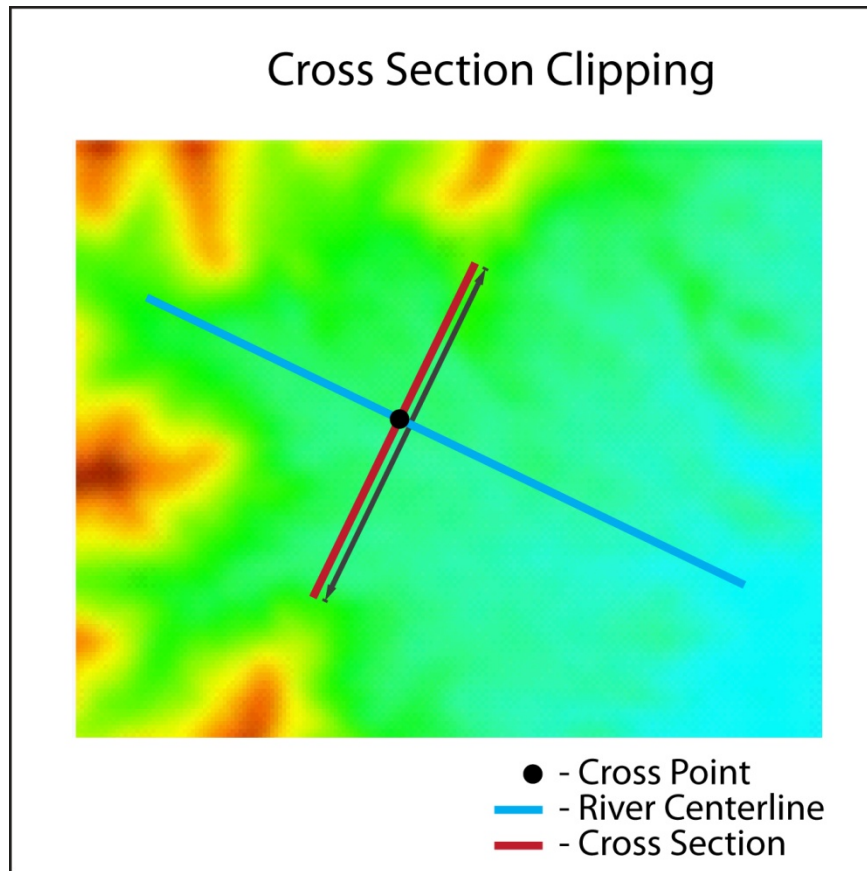 Cross Section Clipping
- Cross Point
- River Centerline
- Cross Section